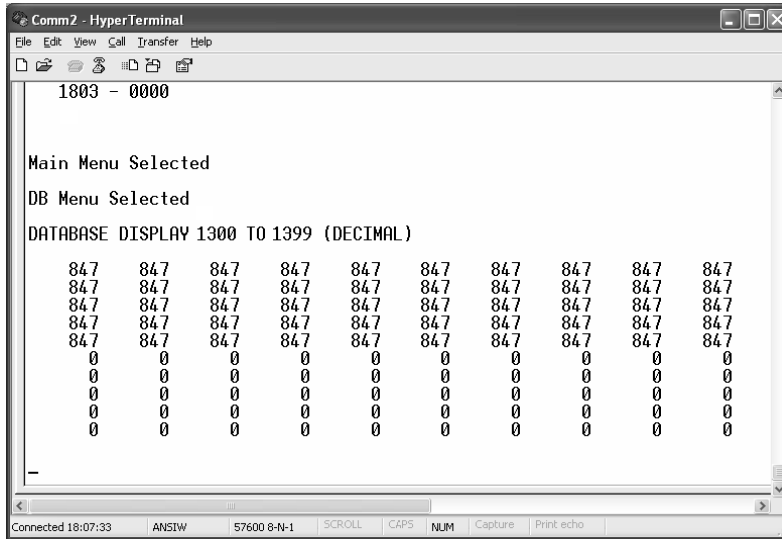 Comm2 - HyperTerminal
File Edit View Call Transfer Help
1803 - 0000
Main Menu Selected
DB Menu Selected
DATABASE DISPLAY 1300 TO 1399 (DECIMAL)
847 847 847 847 847 847 847 847 847 847
847 847 847 847 847 847 847 847 847 847
847 847 847 847 847 847 847 847 847 847
847 847 847 847 847 847 847 847 847 847
847 847 847 847 847 847 847 847 847 847
0 0 0 0 0 0 0 0 0 0
0 0 0 0 0 0 0 0 0 0
0 0 0 0 0 0 0 0 0 0
0 0 0 0 0 0 0 0 0 0
0 0 0 0 0 0 0 0 0 0
Connected 18:07:33 ANSIW 57600 8-N-1 SCROLL CAPS NUM Capture Print echo